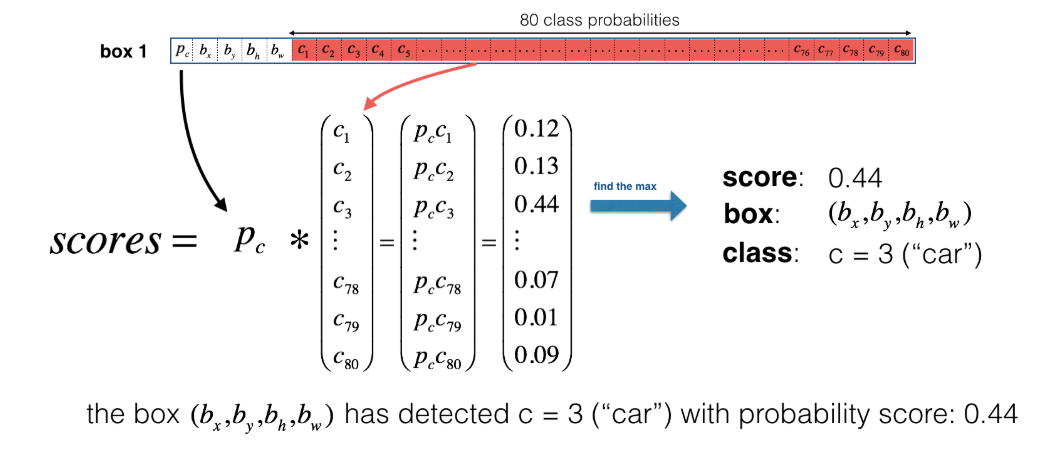 80 class probabilities
box 1 p_c b_x b_y b_h b_w c_1 c_2 c_3 c_4 c_5 ... c_76 c_77 c_78 c_79 c_80
scores = p_c * (c_1 c_2 c_3 ⋮ c_78 c_79 c_80) = (p_c c_1 p_c c_2 p_c c_3 ⋮ p_c c_78 p_c c_79 p_c c_80) = (0.12 0.13 0.44 ⋮ 0.07 0.01 0.09)
find the max
score: 0.44
box: (b_x,b_y,b_h,b_w)
class: c = 3 (“car”)
the box (b_x,b_y,b_h,b_w) has detected c = 3 (“car”) with probability score: 0.44